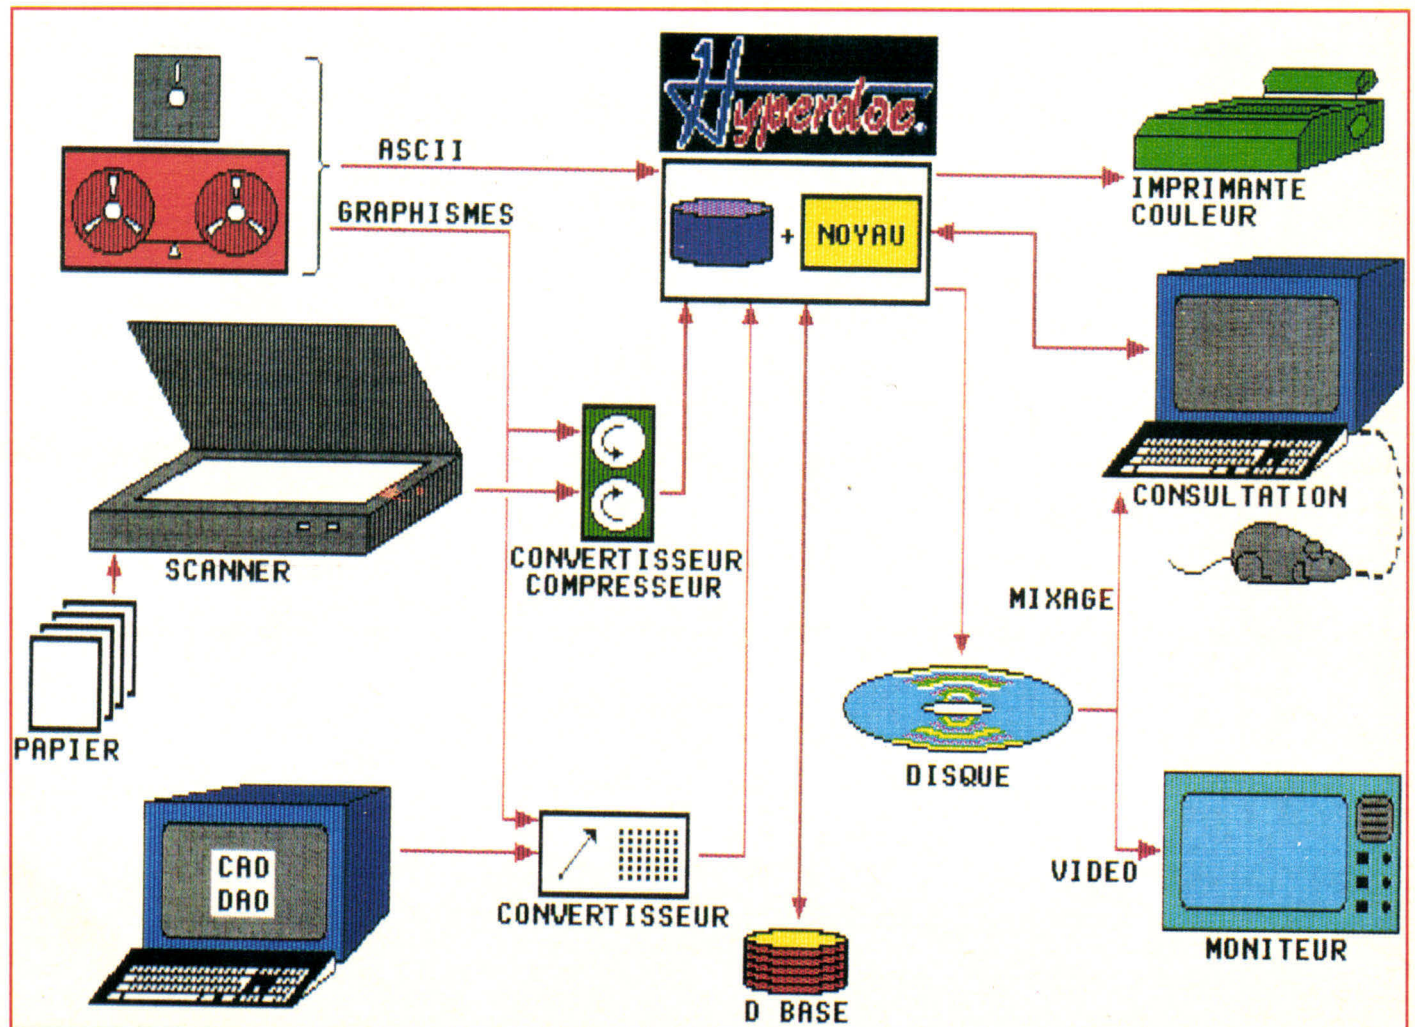 Hyperdoc.
ASCII
GRAPHISMES
+ NOYAU
IMPRIMANTE
COULEUR
CONSULTATION
SCANNER
CONVERTISSEUR
COMPRESSEUR
MIXAGE
PAPIER
DISQUE
CAO
DAO
CONVERTISSEUR
VIDEO
MONITEUR
D BASE